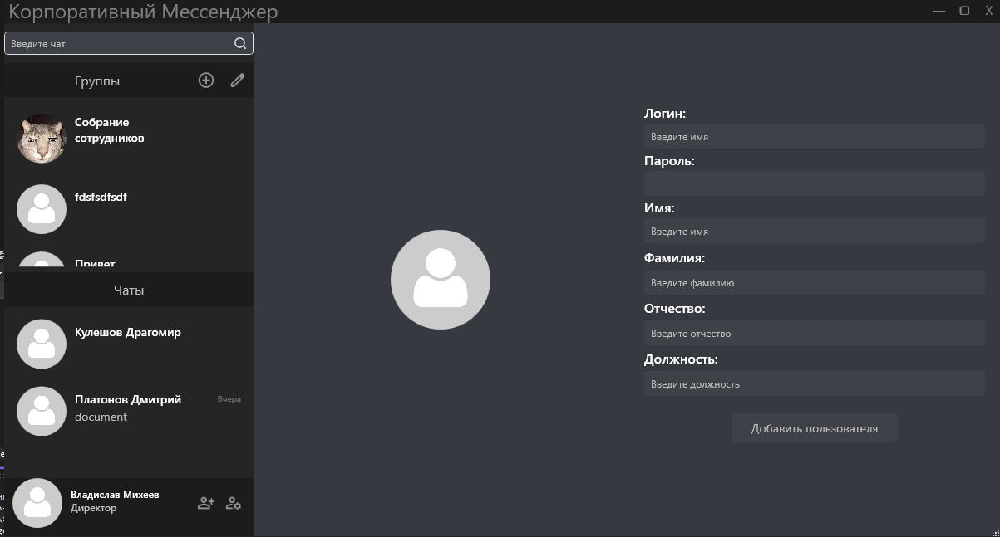 Корпоративный Мессенджер
Введите чат
Группы
Собрание
сотрудников
fdsfsdfsdf
Привет
Чаты
Кулешов Драгомир
Платонов Дмитрий
Вчера
document
Владислав Михеев
Директор
Логин:
Введите имя
Пароль:
Имя:
Введите имя
Фамилия:
Введите фамилию
Отчество:
Введите отчество
Должность:
Введите должность
Добавить пользователя